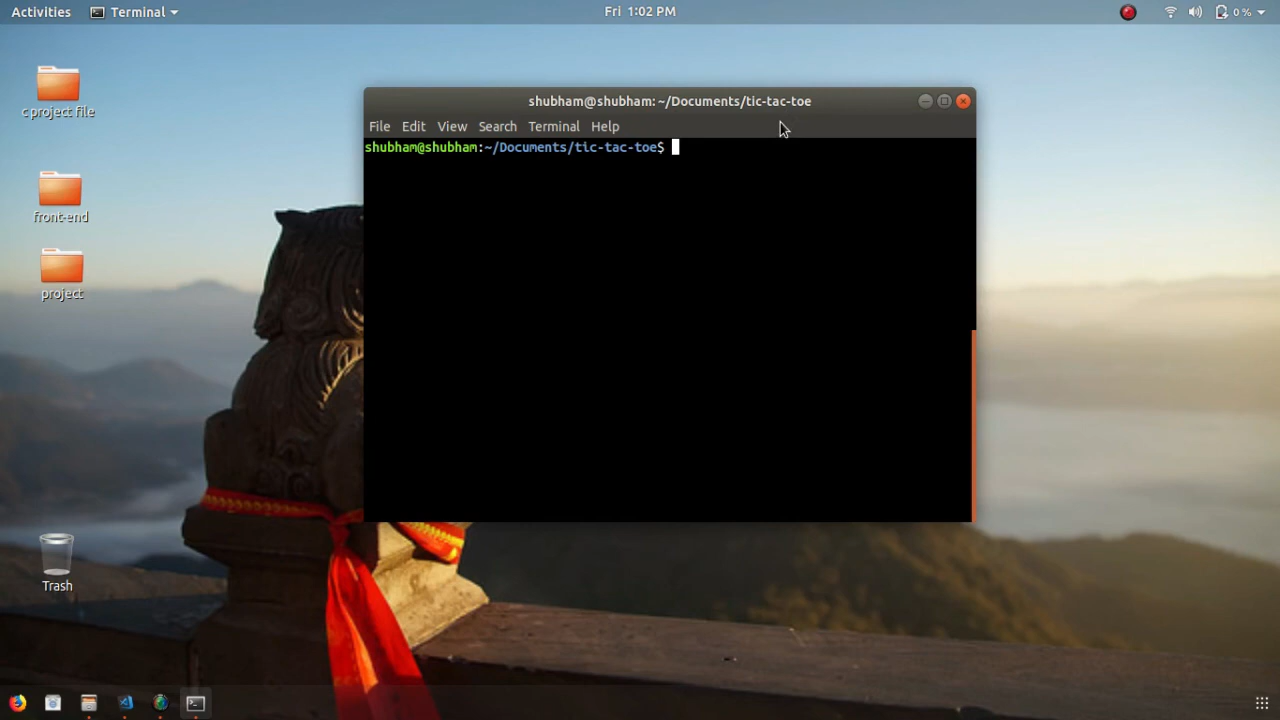 Activities Terminal Fri 1:02 PM 0 %
c project file
front-end
project
Trash
shubham@shubham: ~/Documents/tic-tac-toe
File Edit View Search Terminal Help
shubham@shubham:~/Documents/tic-tac-toe$